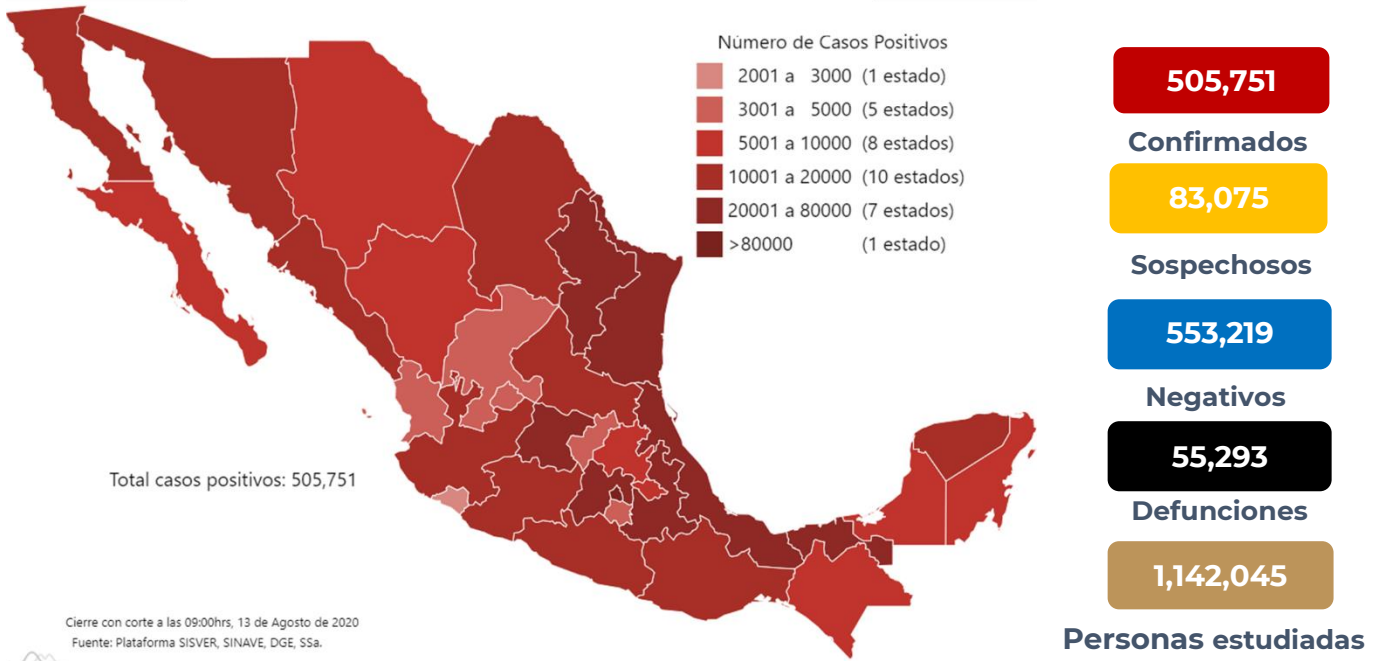 Número de Casos Positivos
2001 a 3000 (1 estado)
3001 a 5000 (5 estados)
5001 a 10000 (8 estados)
10001 a 20000 (10 estados)
20001 a 80000 (7 estados)
>80000 (1 estado)
Total casos positivos: 505,751
Cierre con corte a las 09:00hrs, 13 de Agosto de 2020
Fuente: Plataforma SISVER, SINAVE, DGE, SSa.
505,751
Confirmados
83,075
Sospechosos
553,219
Negativos
55,293
Defunciones
1,142,045
Personas estudiadas